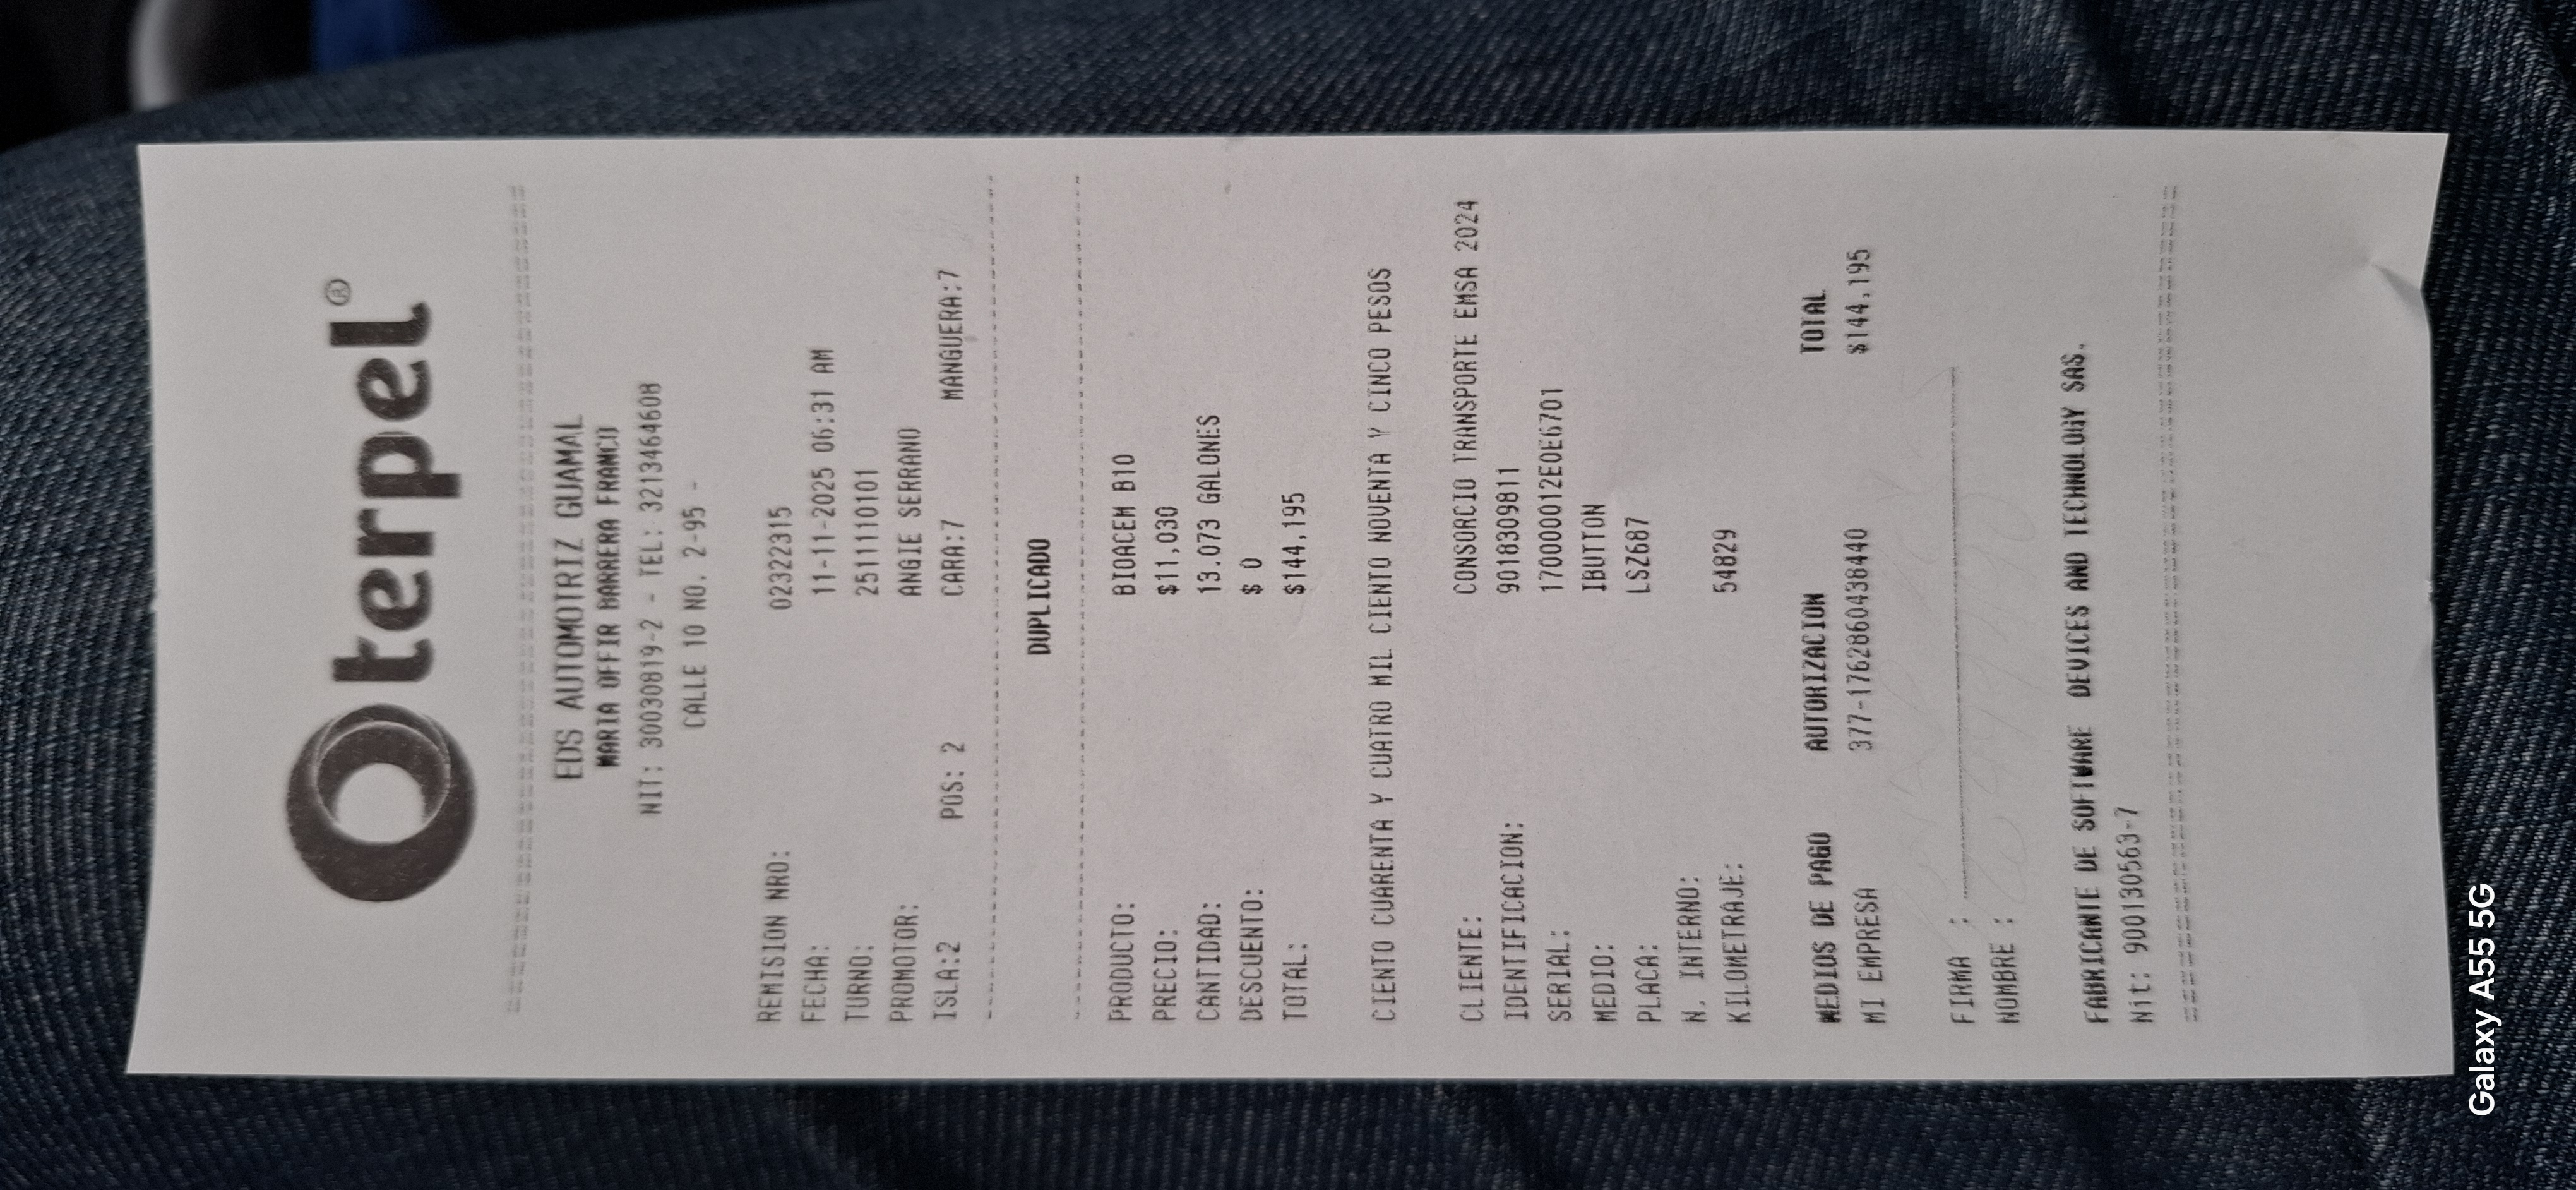 terpel®
EDS AUTOMOTRIZ GUAMAL
MARIA OFFIR BARRERA FRANCO
NIT: 30030819-2 - TEL: 3213464608
CALLE 10 NO. 2-95 -
REMISION NRO: 02322315
FECHA: 11-11-2025 06:31 AM
TURNO: 251111010​1
PROMOTOR: ANGIE SERRANO
ISLA:2 POS: 2 CARA:7 MANGUERA:7
DUPLICADO
PRODUCTO: BIOACEM B10
PRECIO: $11,030
CANTIDAD: 13.073 GALONES
DESCUENTO: $ 0
TOTAL: $144,195
CIENTO CUARENTA Y CUATRO MIL CIENTO NOVENTA Y CINCO PESOS
CLIENTE: CONSORCIO TRANSPORTE EMSA 2024
IDENTIFICACION: 9018309811
SERIAL: 170000012E0E6701
MEDIO: IBUTTON
PLACA: LSZ687
N. INTERNO:
KILOMETRAJE: 54829
MEDIOS DE PAGO AUTORIZACION TOTAL
MI EMPRESA 377-1762860438440 $144,195
FIRMA :
NOMBRE :
FABRICANTE DE SOFTWARE DEVICES AND TECHNOLOGY SAS.
Nit: 900130563-7
Galaxy A55 5G